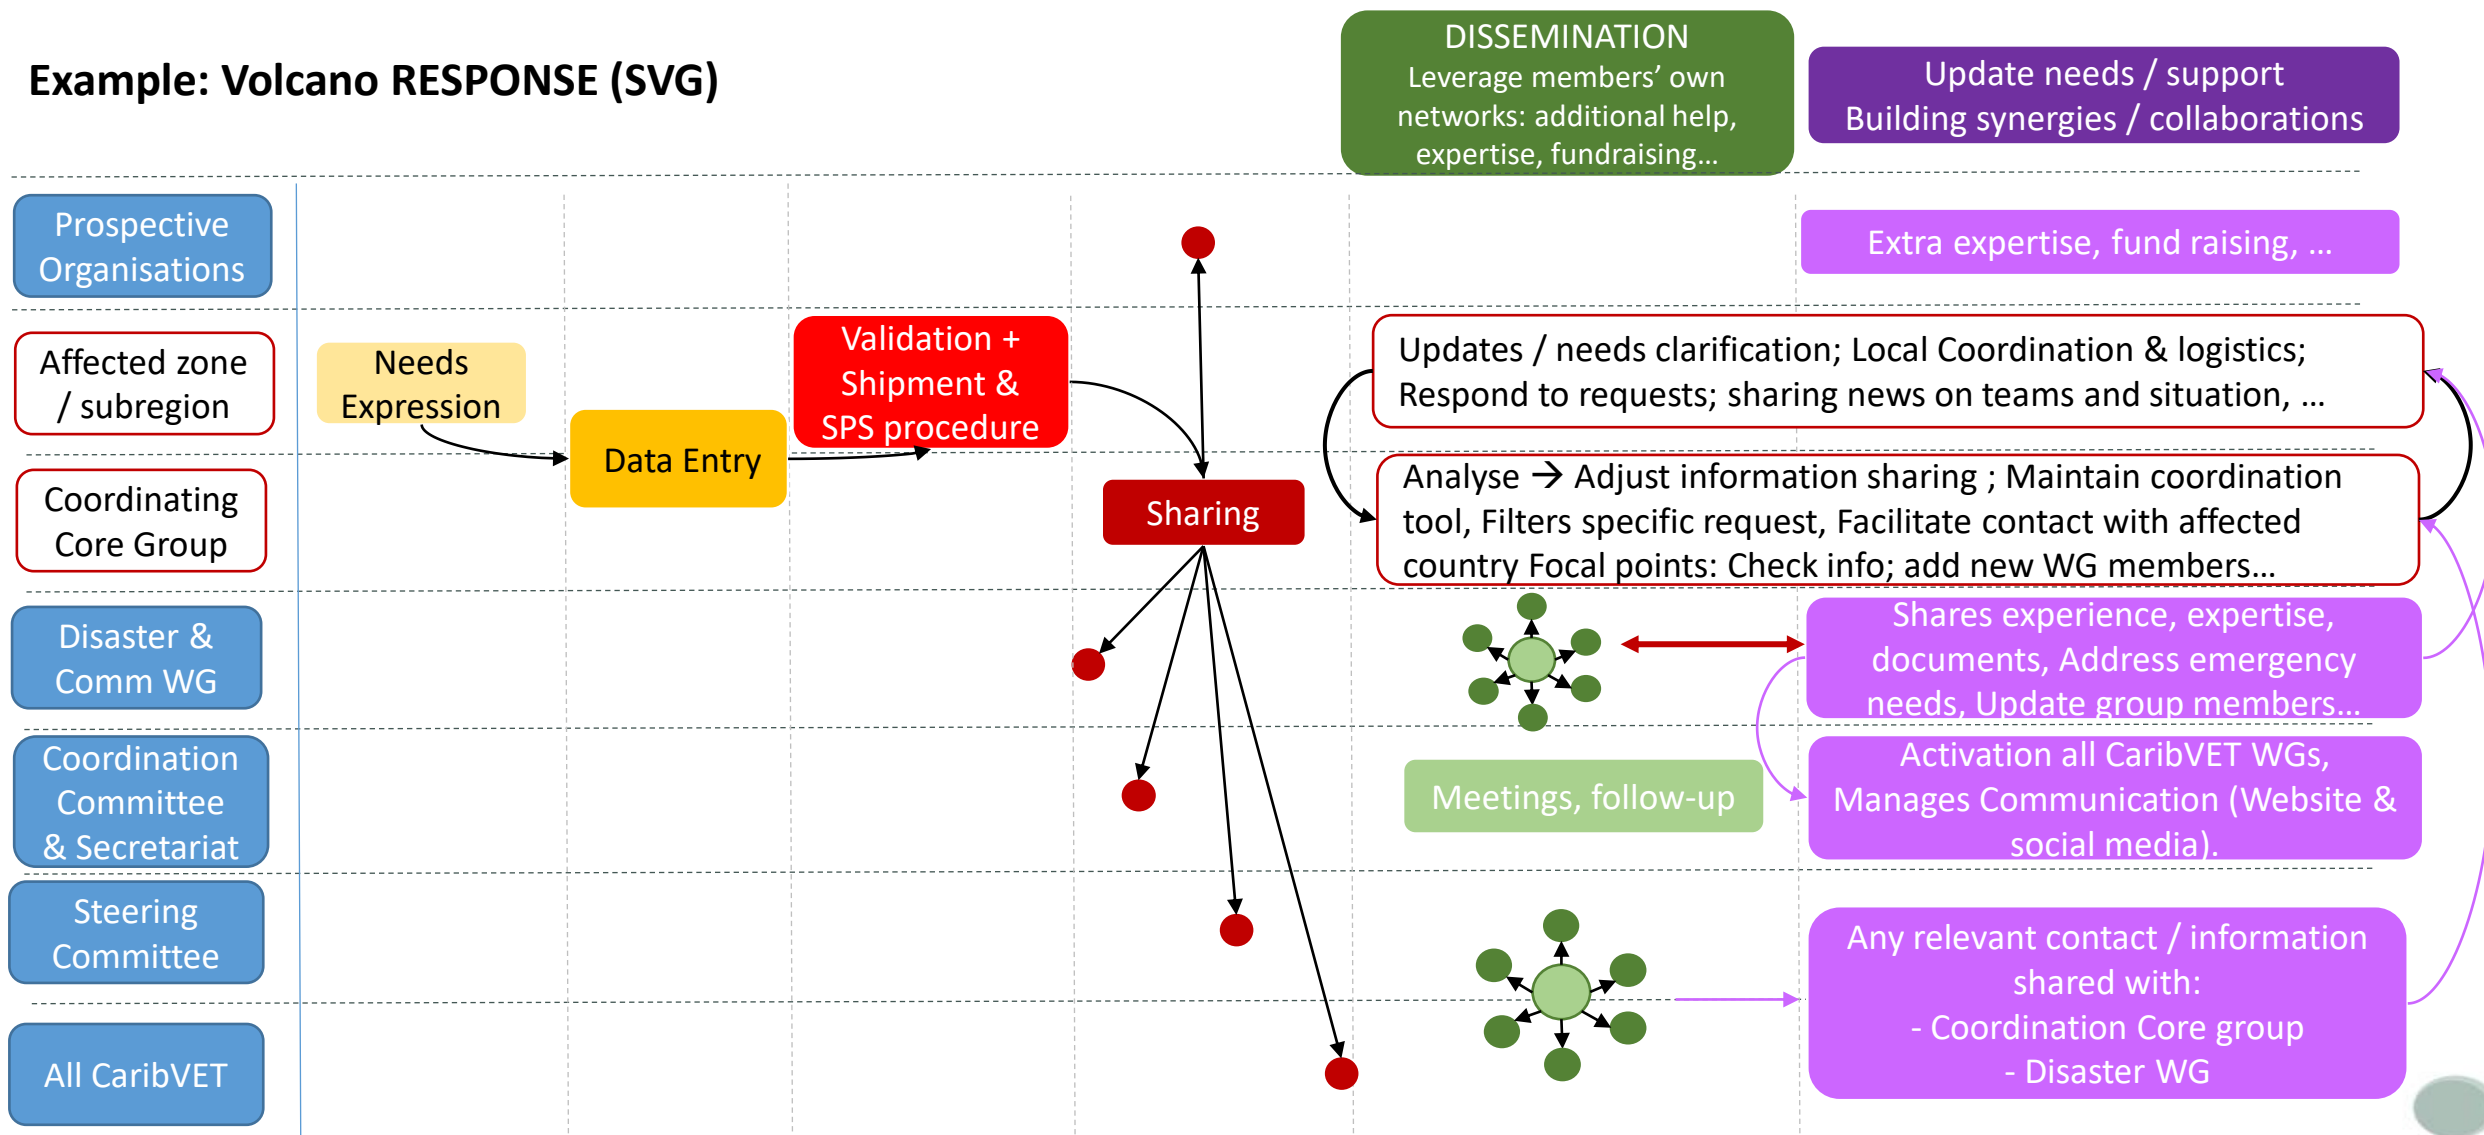 Example: Volcano RESPONSE (SVG)
DISSEMINATION
Leverage members’ own
networks: additional help,
expertise, fundraising...
Update needs / support
Building synergies / collaborations
Prospective
Organisations
Extra expertise, fund raising, ...
Affected zone
/ subregion
Needs
Expression
Data Entry
Validation +
Shipment &
SPS procedure
Updates / needs clarification; Local Coordination & logistics;
Respond to requests; sharing news on teams and situation, ...
Coordinating
Core Group
Sharing
Analyse → Adjust information sharing ; Maintain coordination
tool, Filters specific request, Facilitate contact with affected
country Focal points: Check info; add new WG members...
Disaster &
Comm WG
Shares experience, expertise,
documents, Address emergency
needs, Update group members...
Coordination
Committee
& Secretariat
Meetings, follow-up
Activation all CaribVET WGs,
Manages Communication (Website &
social media).
Steering
Committee
Any relevant contact / information
shared with:
- Coordination Core group
- Disaster WG
All CaribVET